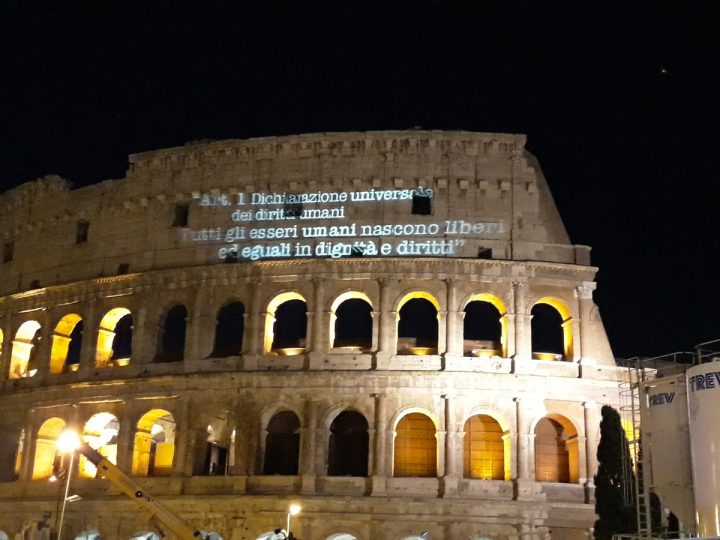 "Art. 1 Dichiarazione universale
dei diritti umani
Tutti gli esseri umani nascono liberi
ed eguali in dignità e diritti"
TREV
TREV